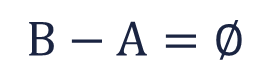 B − A = ∅